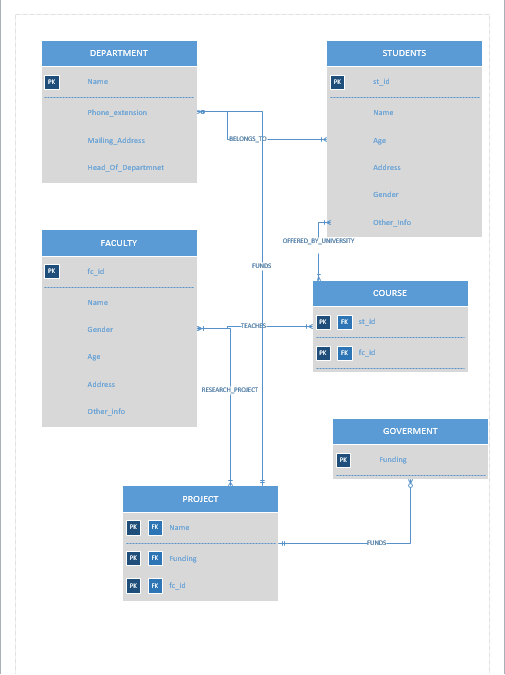 DEPARTMENT
PK Name
Phone_extension
Mailing_Address
Head_Of_Departmnet
STUDENTS
PK st_id
Name
Age
Address
Gender
Other_Info
BELONGS_TO
OFFERED_BY_UNIVERSITY
FACULTY
PK fc_id
Name
Gender
Age
Address
Other_Info
FUNDS
COURSE
PK FK st_id
PK FK fc_id
TEACHES
RESEARCH_PROJECT
GOVERMENT
PK Funding
PROJECT
PK FK Name
PK FK Funding
PK FK fc_id
FUNDS